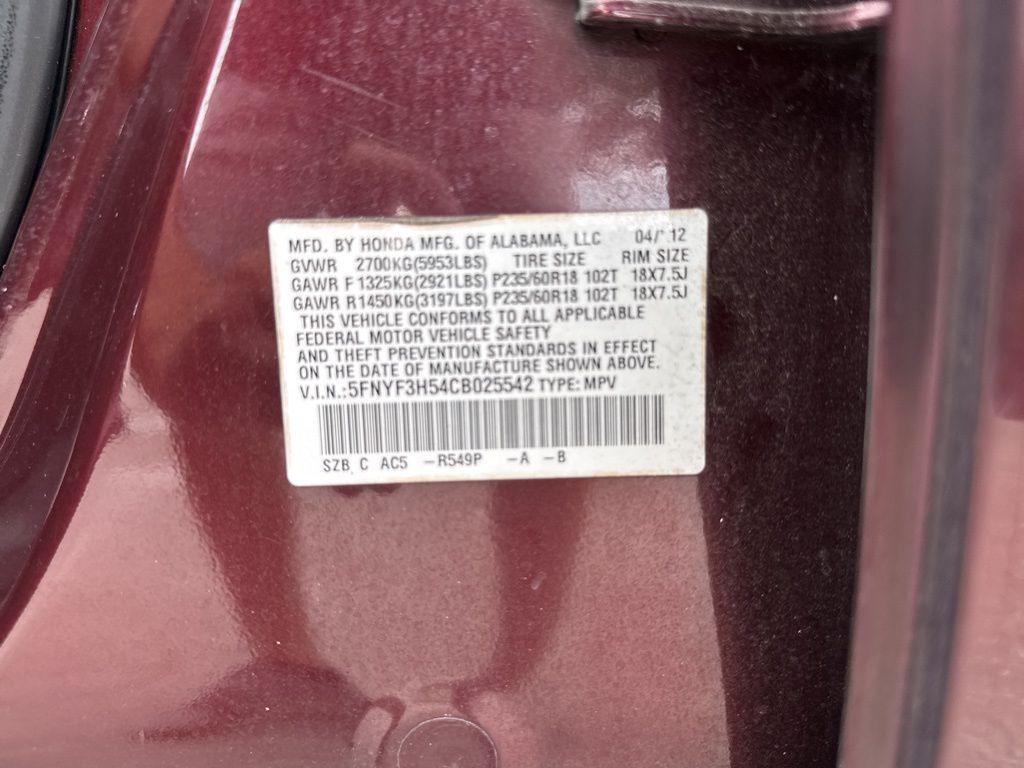 MFD. BY HONDA MFG. OF ALABAMA, LLC 04/'12
GVWR 2700KG(5953LBS) TIRE SIZE RIM SIZE
GAWR F 1325KG(2921LBS) P235/60R18 102T 18X7.5J
GAWR R1450KG(3197LBS) P235/60R18 102T 18X7.5J
THIS VEHICLE CONFORMS TO ALL APPLICABLE
FEDERAL MOTOR VEHICLE SAFETY
AND THEFT PREVENTION STANDARDS IN EFFECT
ON THE DATE OF MANUFACTURE SHOWN ABOVE.
V.I.N.:5FNYF3H54CB025542 TYPE: MPV
SZB C AC5 –R549P –A –B